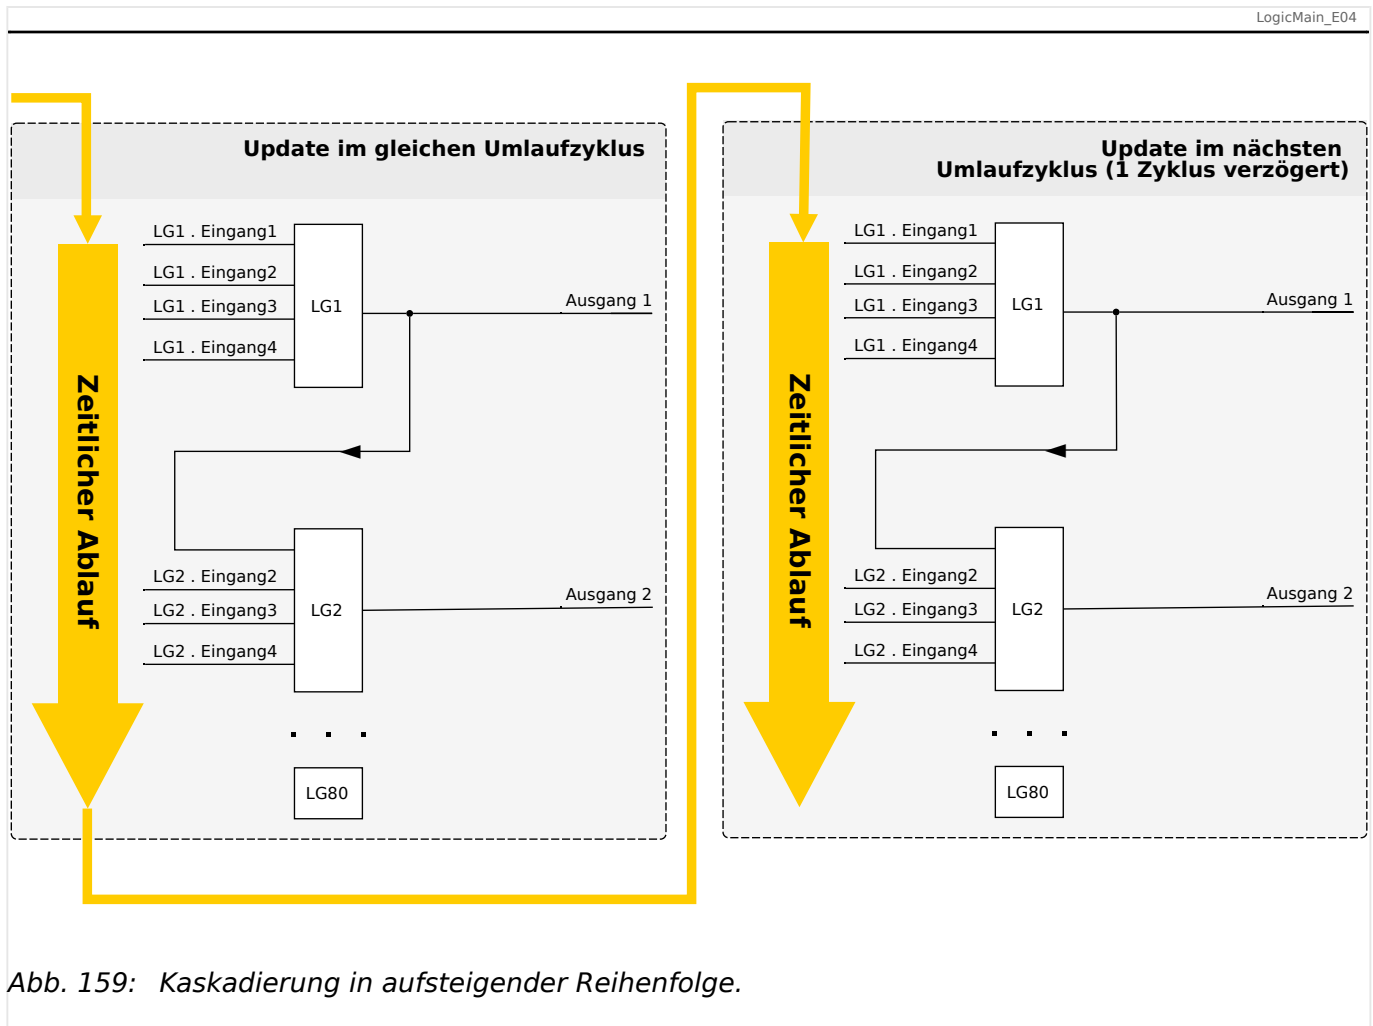 LogicMain_E04
Update im gleichen Umlaufzyklus
LG1 . Eingang1
LG1 . Eingang2
LG1 . Eingang3
LG1 . Eingang4
LG1
Ausgang 1
Zeitlicher Ablauf
LG2 . Eingang2
LG2 . Eingang3
LG2 . Eingang4
LG2
Ausgang 2
LG80
Update im nächsten
Umlaufzyklus (1 Zyklus verzögert)
LG1 . Eingang1
LG1 . Eingang2
LG1 . Eingang3
LG1 . Eingang4
LG1
Ausgang 1
Zeitlicher Ablauf
LG2 . Eingang2
LG2 . Eingang3
LG2 . Eingang4
LG2
Ausgang 2
LG80
Abb. 159: Kaskadierung in aufsteigender Reihenfolge.